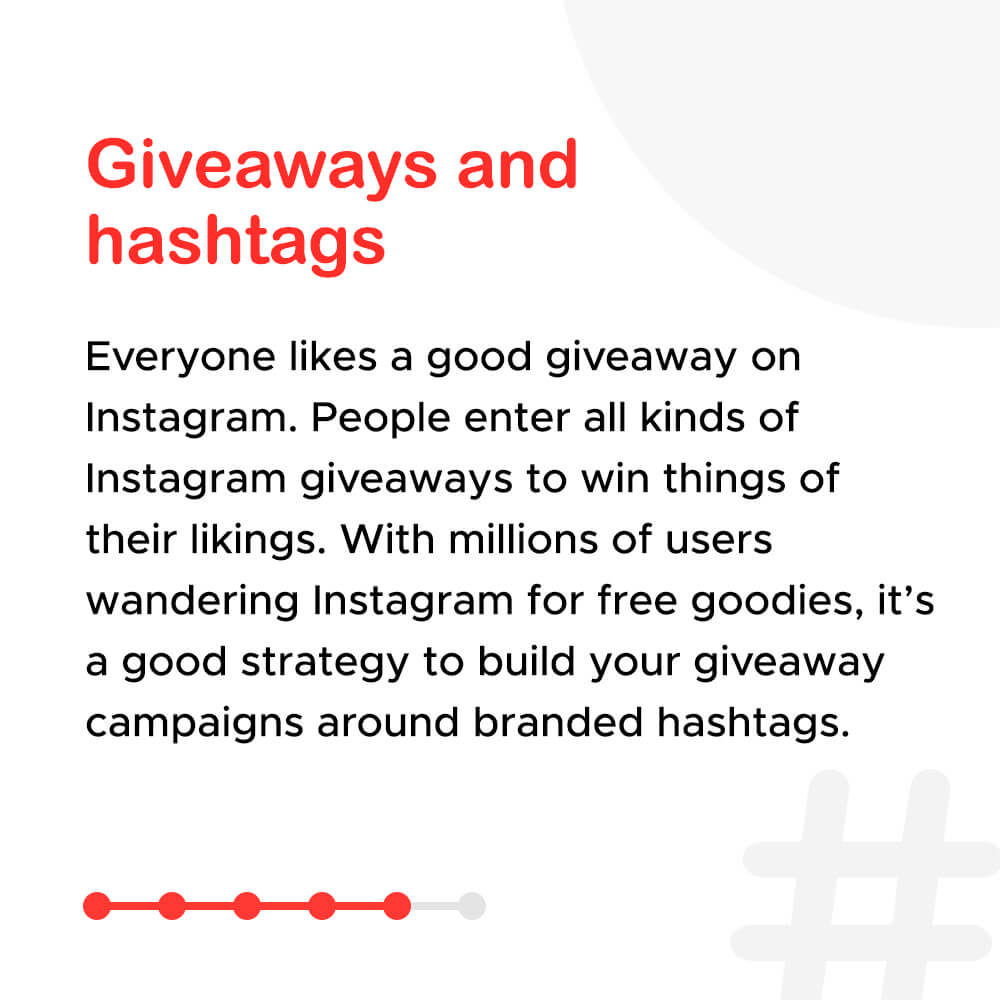 Giveaways and
hashtags
Everyone likes a good giveaway on
Instagram. People enter all kinds of
Instagram giveaways to win things of
their likings. With millions of users
wandering Instagram for free goodies, it’s
a good strategy to build your giveaway
campaigns around branded hashtags.
#